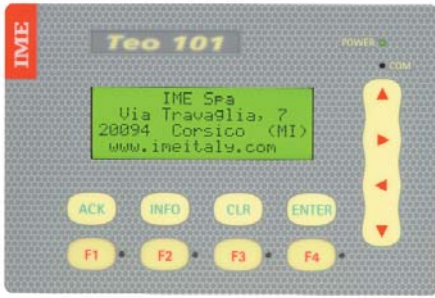 IME
Teo 101
POWER
COM
IME Spa
Via Travaglia, 7
20094 Corsico (MI)
www.imeitaly.com
ACK INFO CLR ENTER
F1 F2 F3 F4